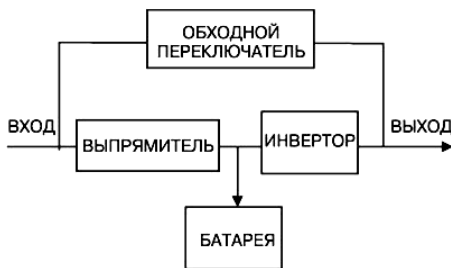 ОБХОДНОЙ
ПЕРЕКЛЮЧАТЕЛЬ
ВХОД
ВЫПРЯМИТЕЛЬ
ИНВЕРТОР
ВЫХОД
БАТАРЕЯ